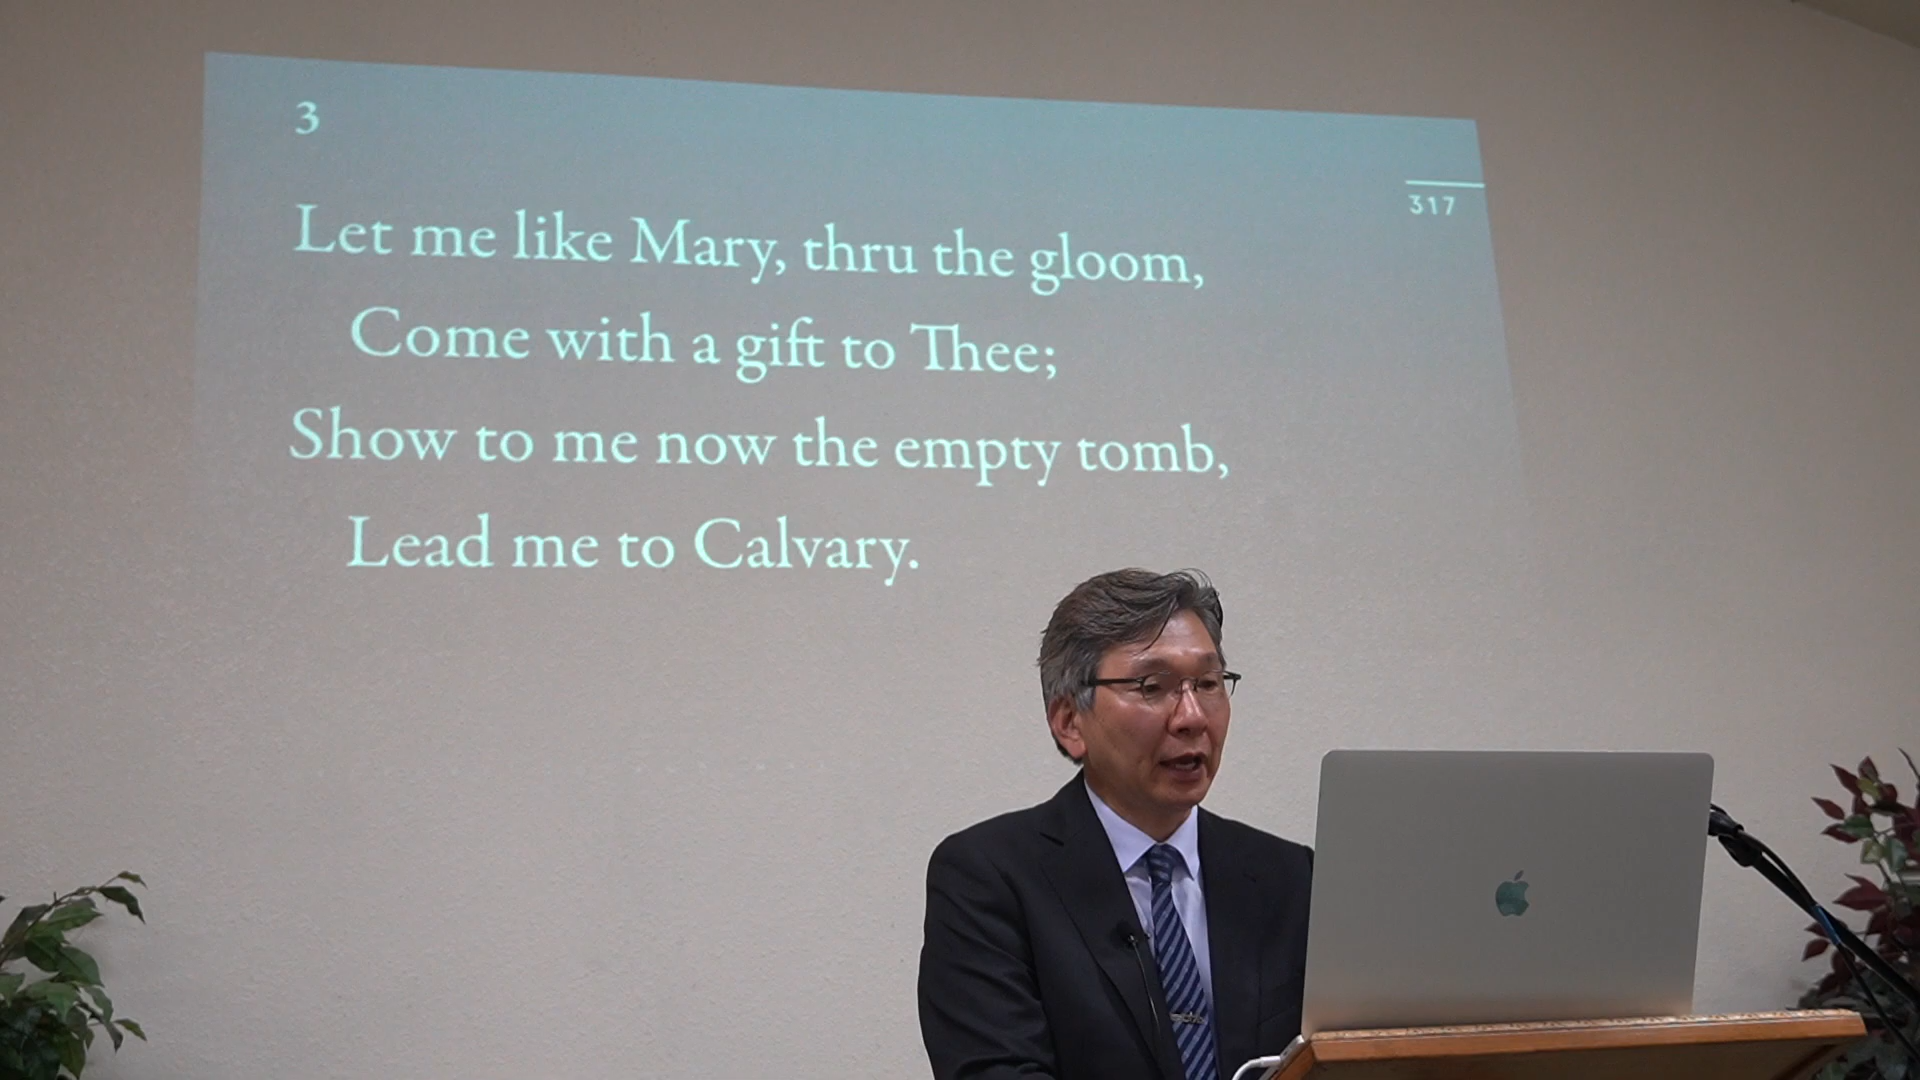 3
317
Let me like Mary, thru the gloom,
Come with a gift to Thee;
Show to me now the empty tomb,
Lead me to Calvary.